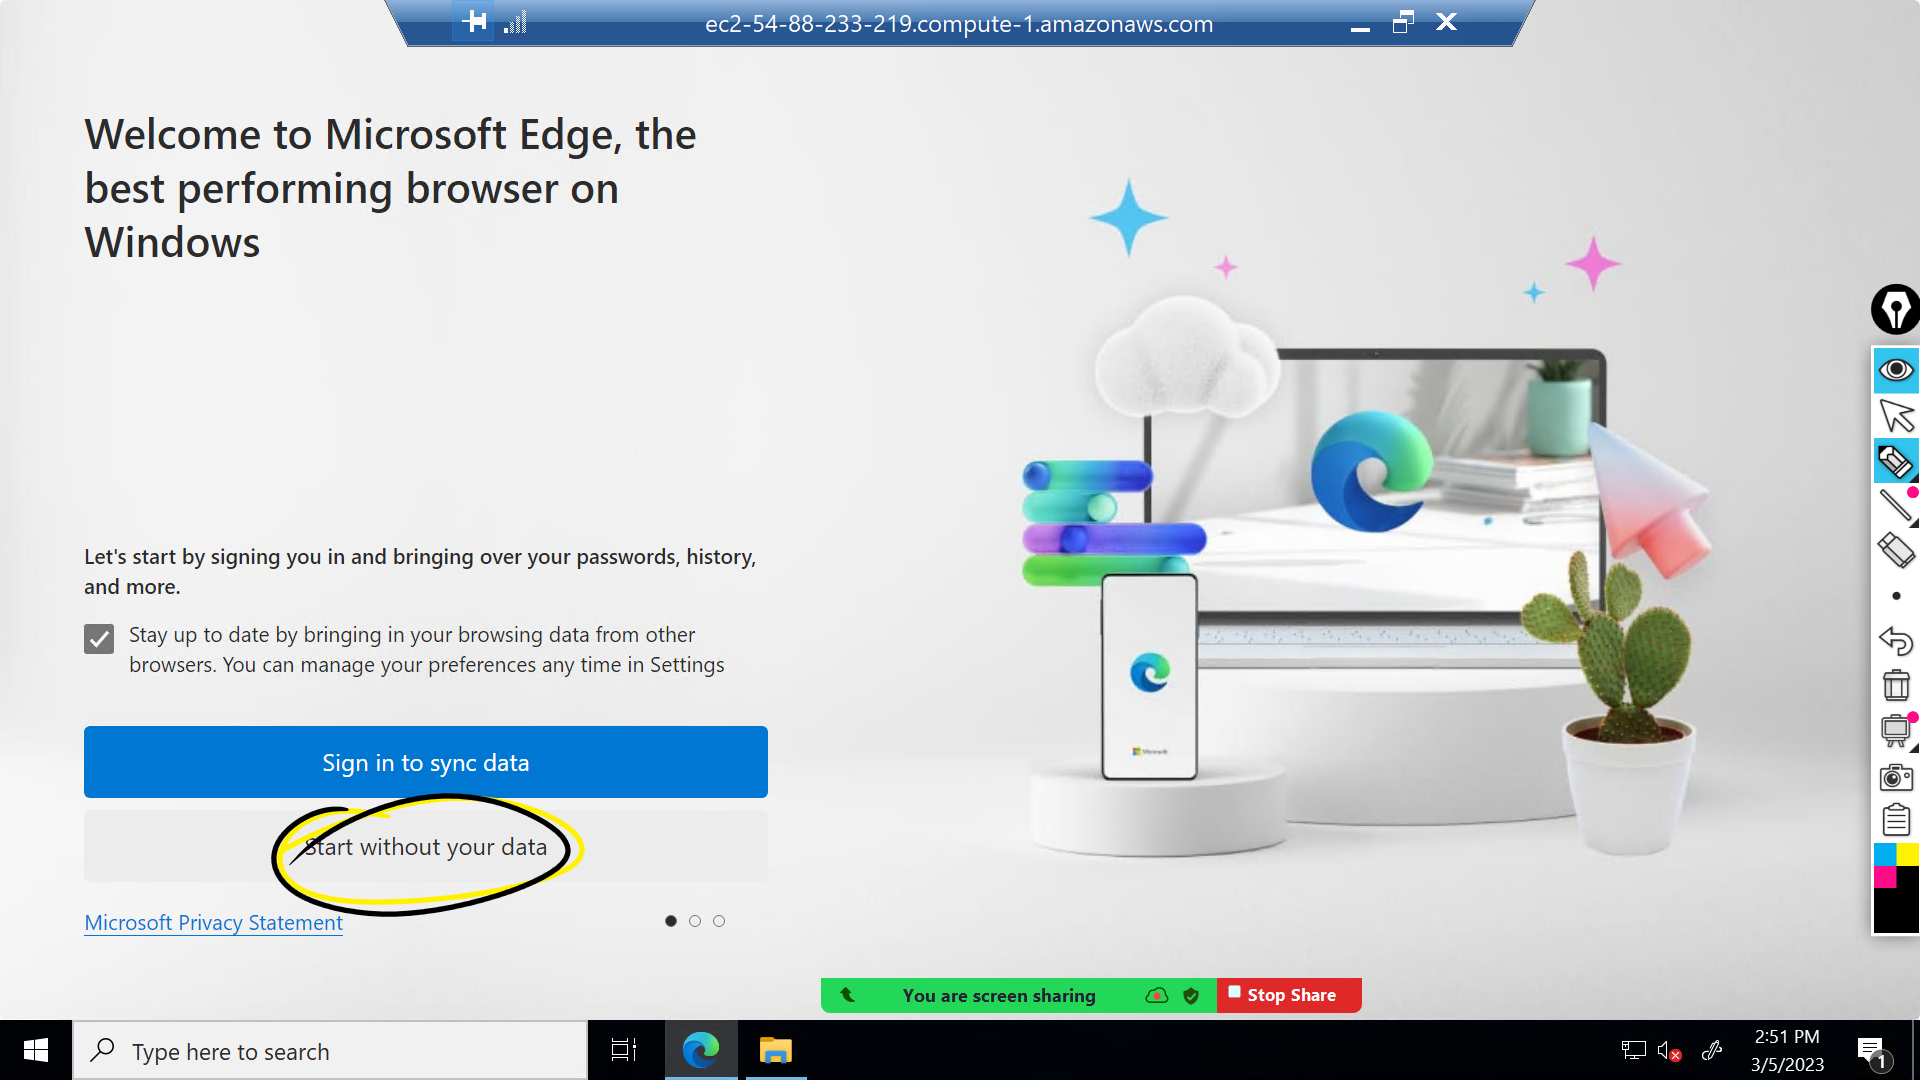 ec2-54-88-233-219.compute-1.amazonaws.com
Welcome to Microsoft Edge, the
best performing browser on
Windows
Let's start by signing you in and bringing over your passwords, history,
and more.
Stay up to date by bringing in your browsing data from other
browsers. You can manage your preferences any time in Settings
Sign in to sync data
Start without your data
Microsoft Privacy Statement
Microsoft
You are screen sharing
Stop Share
Type here to search
2:51 PM
3/5/2023
1